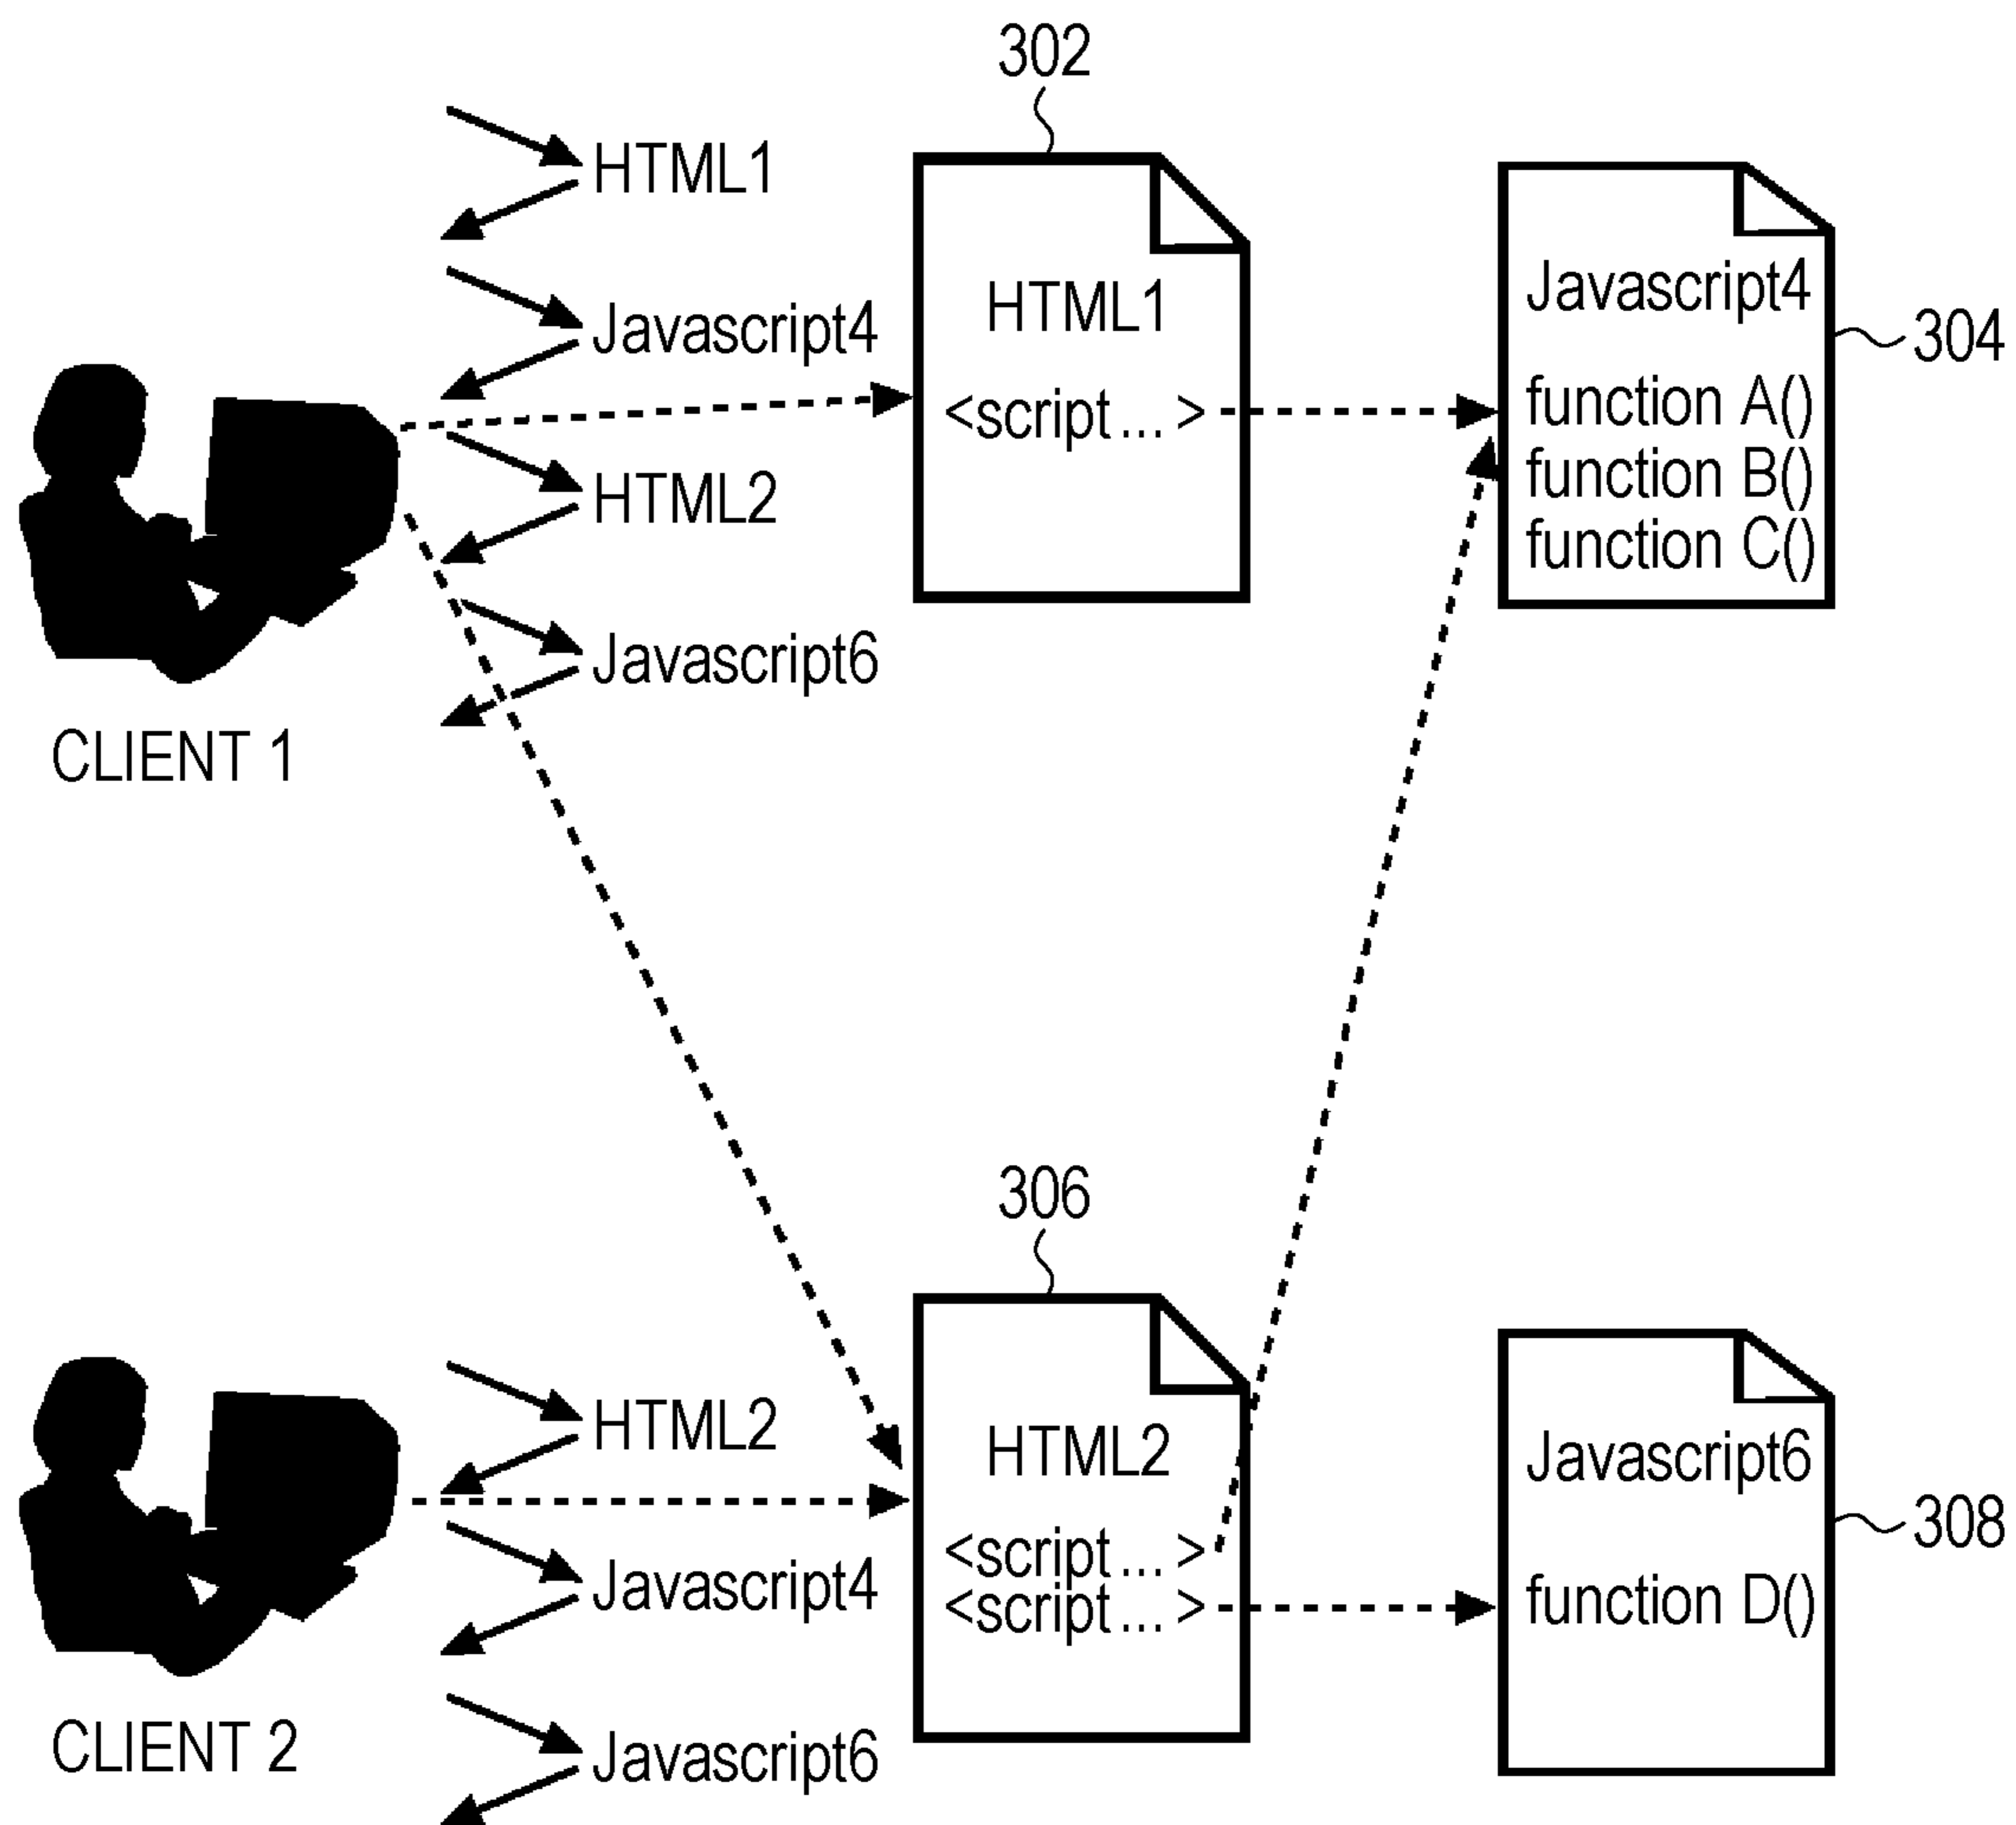 302
HTML1
Javascript4
HTML2
Javascript6
CLIENT 1
HTML1
<script ... >
Javascript4
function A()
function B()
function C()
304
306
HTML2
Javascript4
Javascript6
CLIENT 2
HTML2
<script ... >
<script ... >
Javascript6
function D()
308